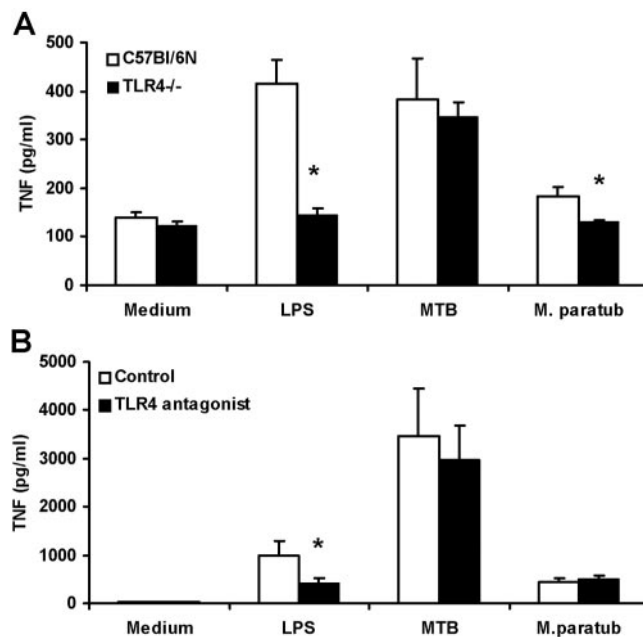 A
500
400
300
200
100
0
TNF (pg/ml)
C57Bl/6N
TLR4-/-
*
*
Medium LPS MTB M. paratub
B
5000
4000
3000
2000
1000
0
TNF (pg/ml)
Control
TLR4 antagonist
*
Medium LPS MTB M.paratub